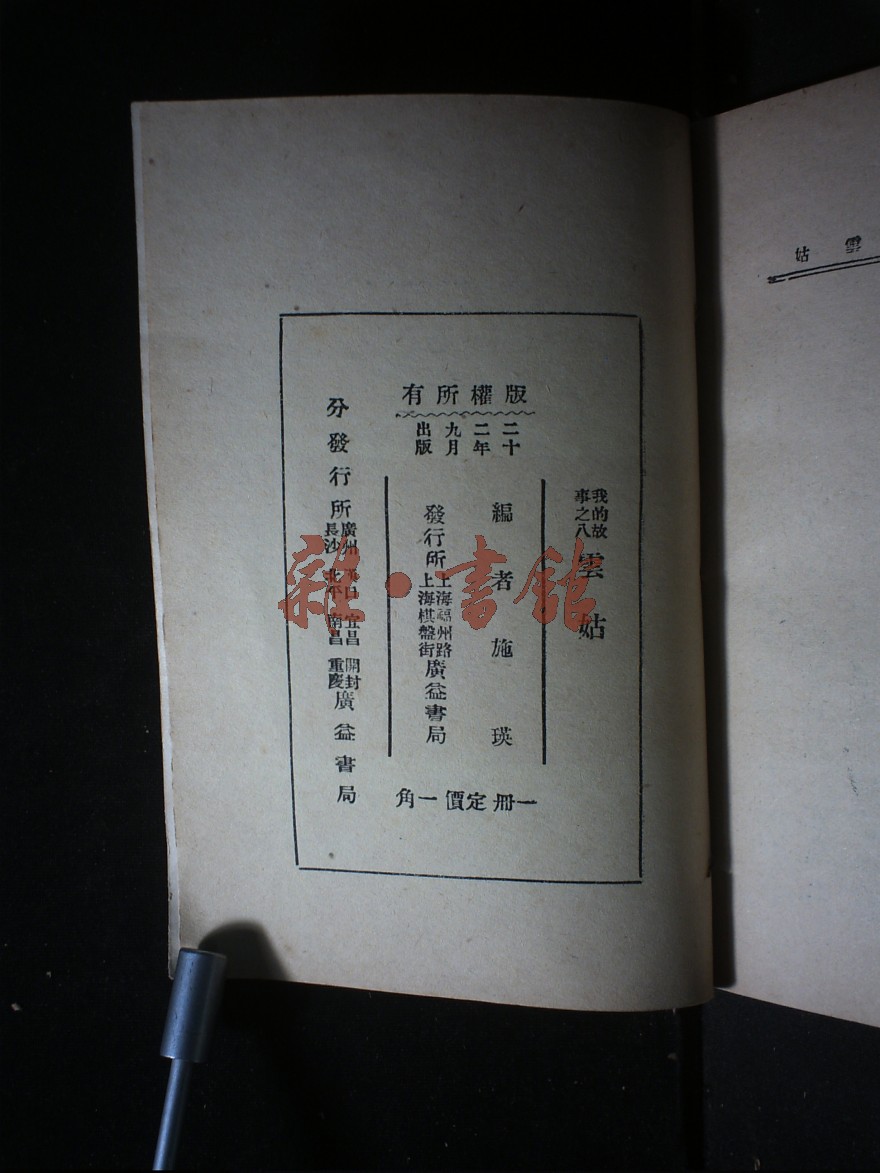 雲姑
版權所有
二十二年九月出版
我的故事之八
雲姑
編者施瑛
發行所
上海福州路
上海棋盤街
廣益書局
分發行所
廣州 漢口 宜昌 開封
長沙 北平 南昌 重慶
廣益書局
一冊定價一角
雜·書館